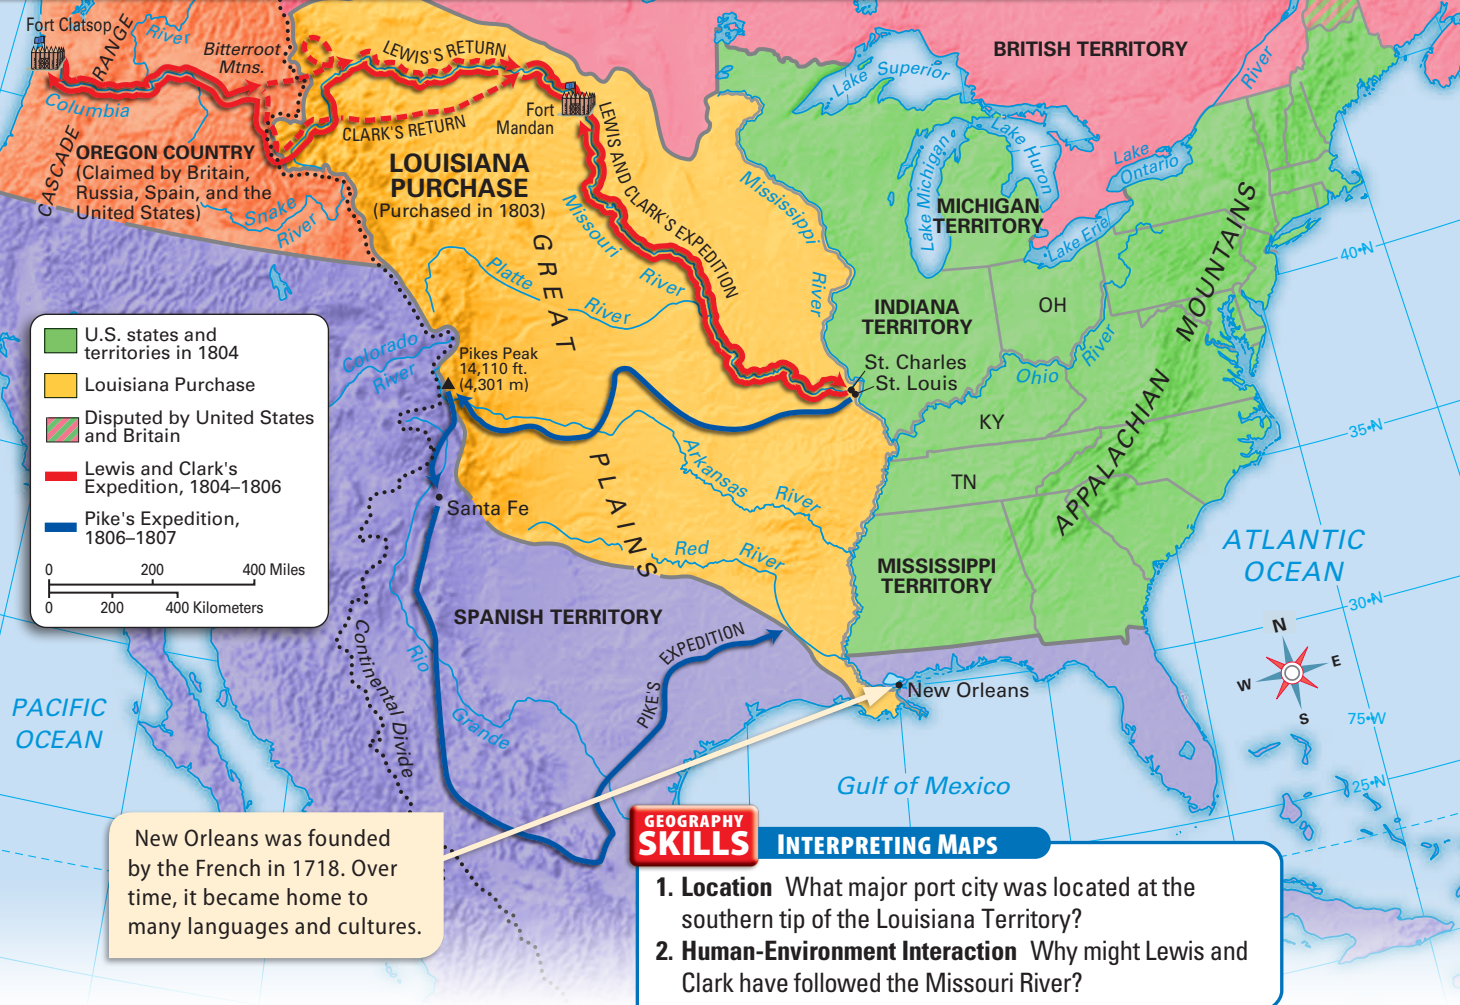 Fort Clatsop
RANGE
River
Bitterroot
Mtns.
LEWIS'S RETURN
Columbia
CLARK'S RETURN
Fort
Mandan
CASCADE
OREGON COUNTRY
(Claimed by Britain,
Russia, Spain, and the
United States)
Snake
River
LOUISIANA
PURCHASE
(Purchased in 1803)
LEWIS AND CLARK'S EXPEDITION
Missouri
River
Mississippi
River
Platte
River
GREAT
PLAINS
BRITISH TERRITORY
River
Lake Superior
Lake Michigan
Lake Huron
Lake
Ontario
Lake Erie
MICHIGAN
TERRITORY
INDIANA
TERRITORY
OH
Ohio
River
KY
TN
APPALACHIAN
MOUNTAINS
MISSISSIPPI
TERRITORY
St. Charles
St. Louis
Colorado
River
Pikes Peak
14,110 ft.
(4,301 m)
Arkansas
River
Red
River
Santa Fe
SPANISH TERRITORY
Rio
Grande
Continental Divide
PIKE'S
EXPEDITION
New Orleans
Gulf of Mexico
ATLANTIC
OCEAN
PACIFIC
OCEAN
40•N
35•N
30•N
75•W
25•N
N
E
W
S
U.S. states and
territories in 1804
Louisiana Purchase
Disputed by United States
and Britain
Lewis and Clark's
Expedition, 1804–1806
Pike's Expedition,
1806–1807
0 200 400 Miles
0 200 400 Kilometers
New Orleans was founded
by the French in 1718. Over
time, it became home to
many languages and cultures.
GEOGRAPHY
SKILLS
INTERPRETING MAPS
1. Location What major port city was located at the
southern tip of the Louisiana Territory?
2. Human-Environment Interaction Why might Lewis and
Clark have followed the Missouri River?